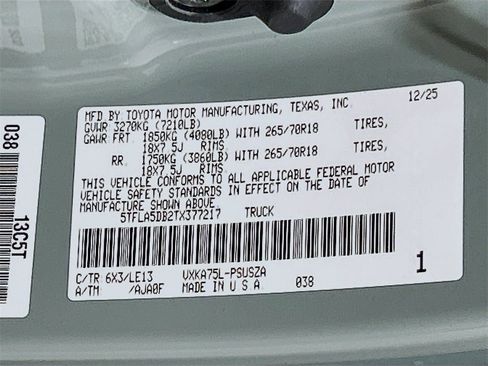 MFD BY TOYOTA MOTOR MANUFACTURING, TEXAS, INC. 12/25
GVWR 3270KG (7210LB)
GAWR FRT 1850KG (4080LB) WITH 265/70R18 TIRES,
18X7.5J RIMS
RR 1750KG (3860LB) WITH 265/70R18 TIRES,
18X7.5J RIMS
THIS VEHICLE CONFORMS TO ALL APPLICABLE FEDERAL MOTOR
VEHICLE SAFETY STANDARDS IN EFFECT ON THE DATE OF
MANUFACTURE SHOWN ABOVE.
5TFLA5DB2TX377217 TRUCK
C/TR 6X3/LE13 VXKA75L-PSUSZA
A/TM /AJA0F MADE IN U S A 038 1
038 13C5T